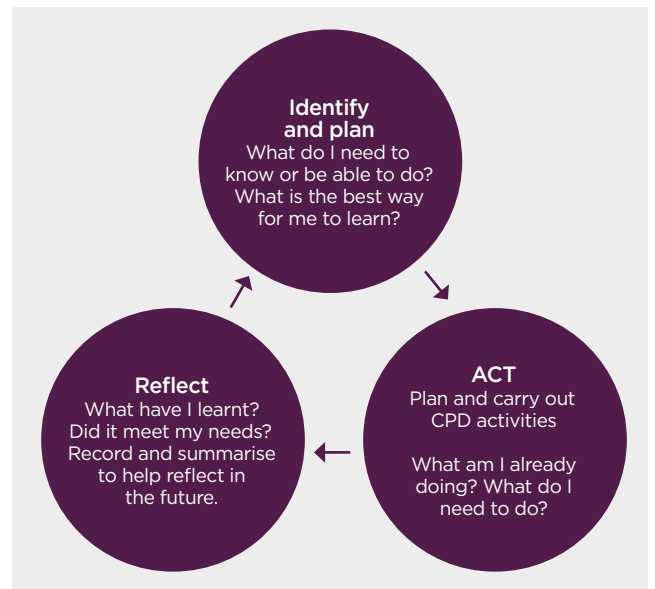 Identify
and plan
What do I need to
know or be able to do?
What is the best way
for me to learn?
ACT
Plan and carry out
CPD activities
What am I already
doing? What do I
need to do?
Reflect
What have I learnt?
Did it meet my needs?
Record and summarise
to help reflect in
the future.